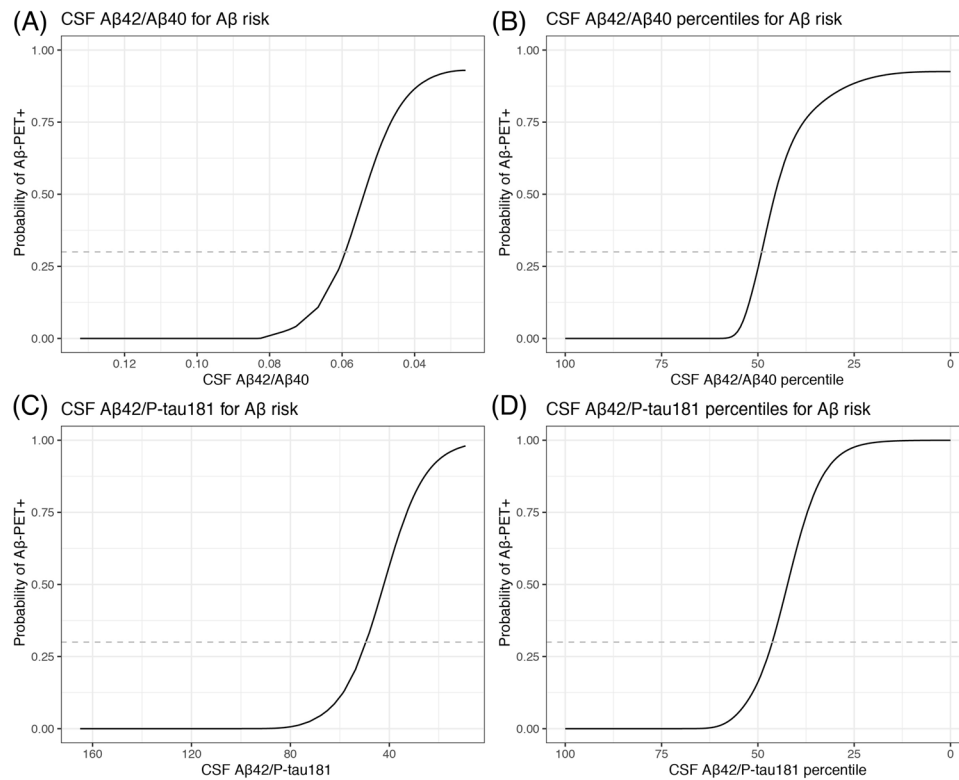 (A) CSF Aβ42/Aβ40 for Aβ risk
Probability of Aβ-PET+
1.00
0.75
0.50
0.25
0.00
0.12 0.10 0.08 0.06 0.04
CSF Aβ42/Aβ40
(B) CSF Aβ42/Aβ40 percentiles for Aβ risk
Probability of Aβ-PET+
1.00
0.75
0.50
0.25
0.00
100 75 50 25 0
CSF Aβ42/Aβ40 percentile
(C) CSF Aβ42/P-tau181 for Aβ risk
Probability of Aβ-PET+
1.00
0.75
0.50
0.25
0.00
160 120 80 40
CSF Aβ42/P-tau181
(D) CSF Aβ42/P-tau181 percentiles for Aβ risk
Probability of Aβ-PET+
1.00
0.75
0.50
0.25
0.00
100 75 50 25 0
CSF Aβ42/P-tau181 percentile